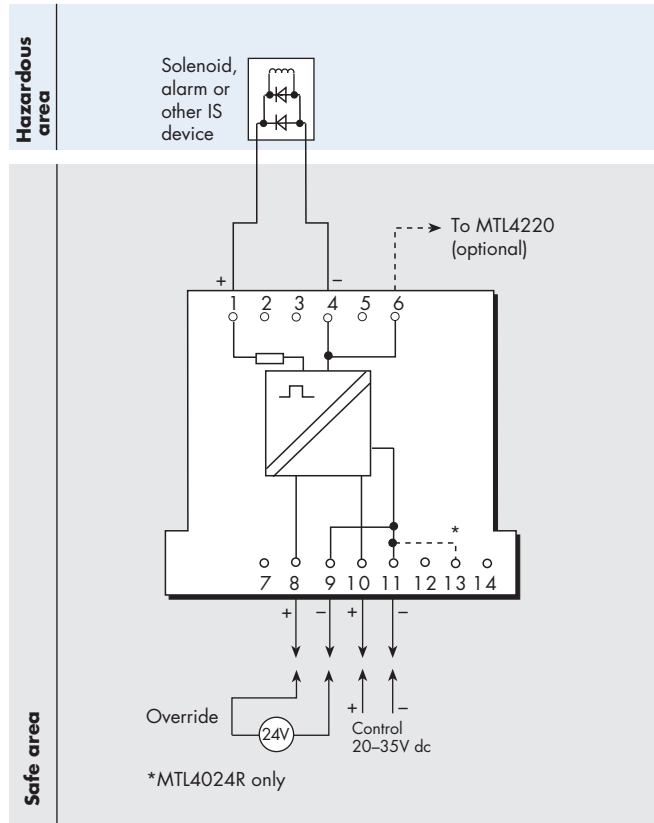 Hazardous
area
Solenoid,
alarm or
other IS
device
To MTL4220
(optional)
+ –
1 2 3 4 5 6
*
7 8 9 10 11 12 13 14
+ – + –
Override
24V
+ –
Control
20–35V dc
*MTL4024R only
Safe area